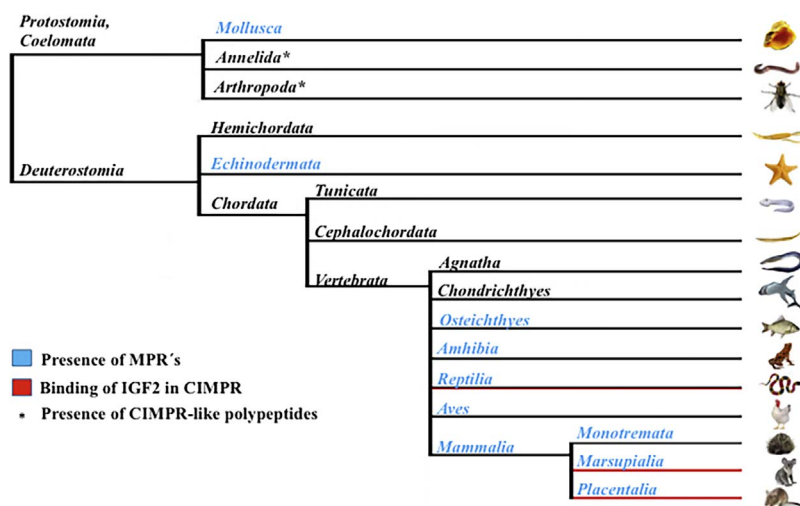 Protostomia,
Coelomata
Mollusca
Annelida*
Arthropoda*
Hemichordata
Deuterostomia
Echinodermata
Chordata
Tunicata
Cephalochordata
Vertebrata
Agnatha
Chondrichthyes
Osteichthyes
Amhibia
Reptilia
Aves
Mammalia
Monotremata
Marsupialia
Placentalia
Presence of MPR´s
Binding of IGF2 in CIMPR
* Presence of CIMPR-like polypeptides